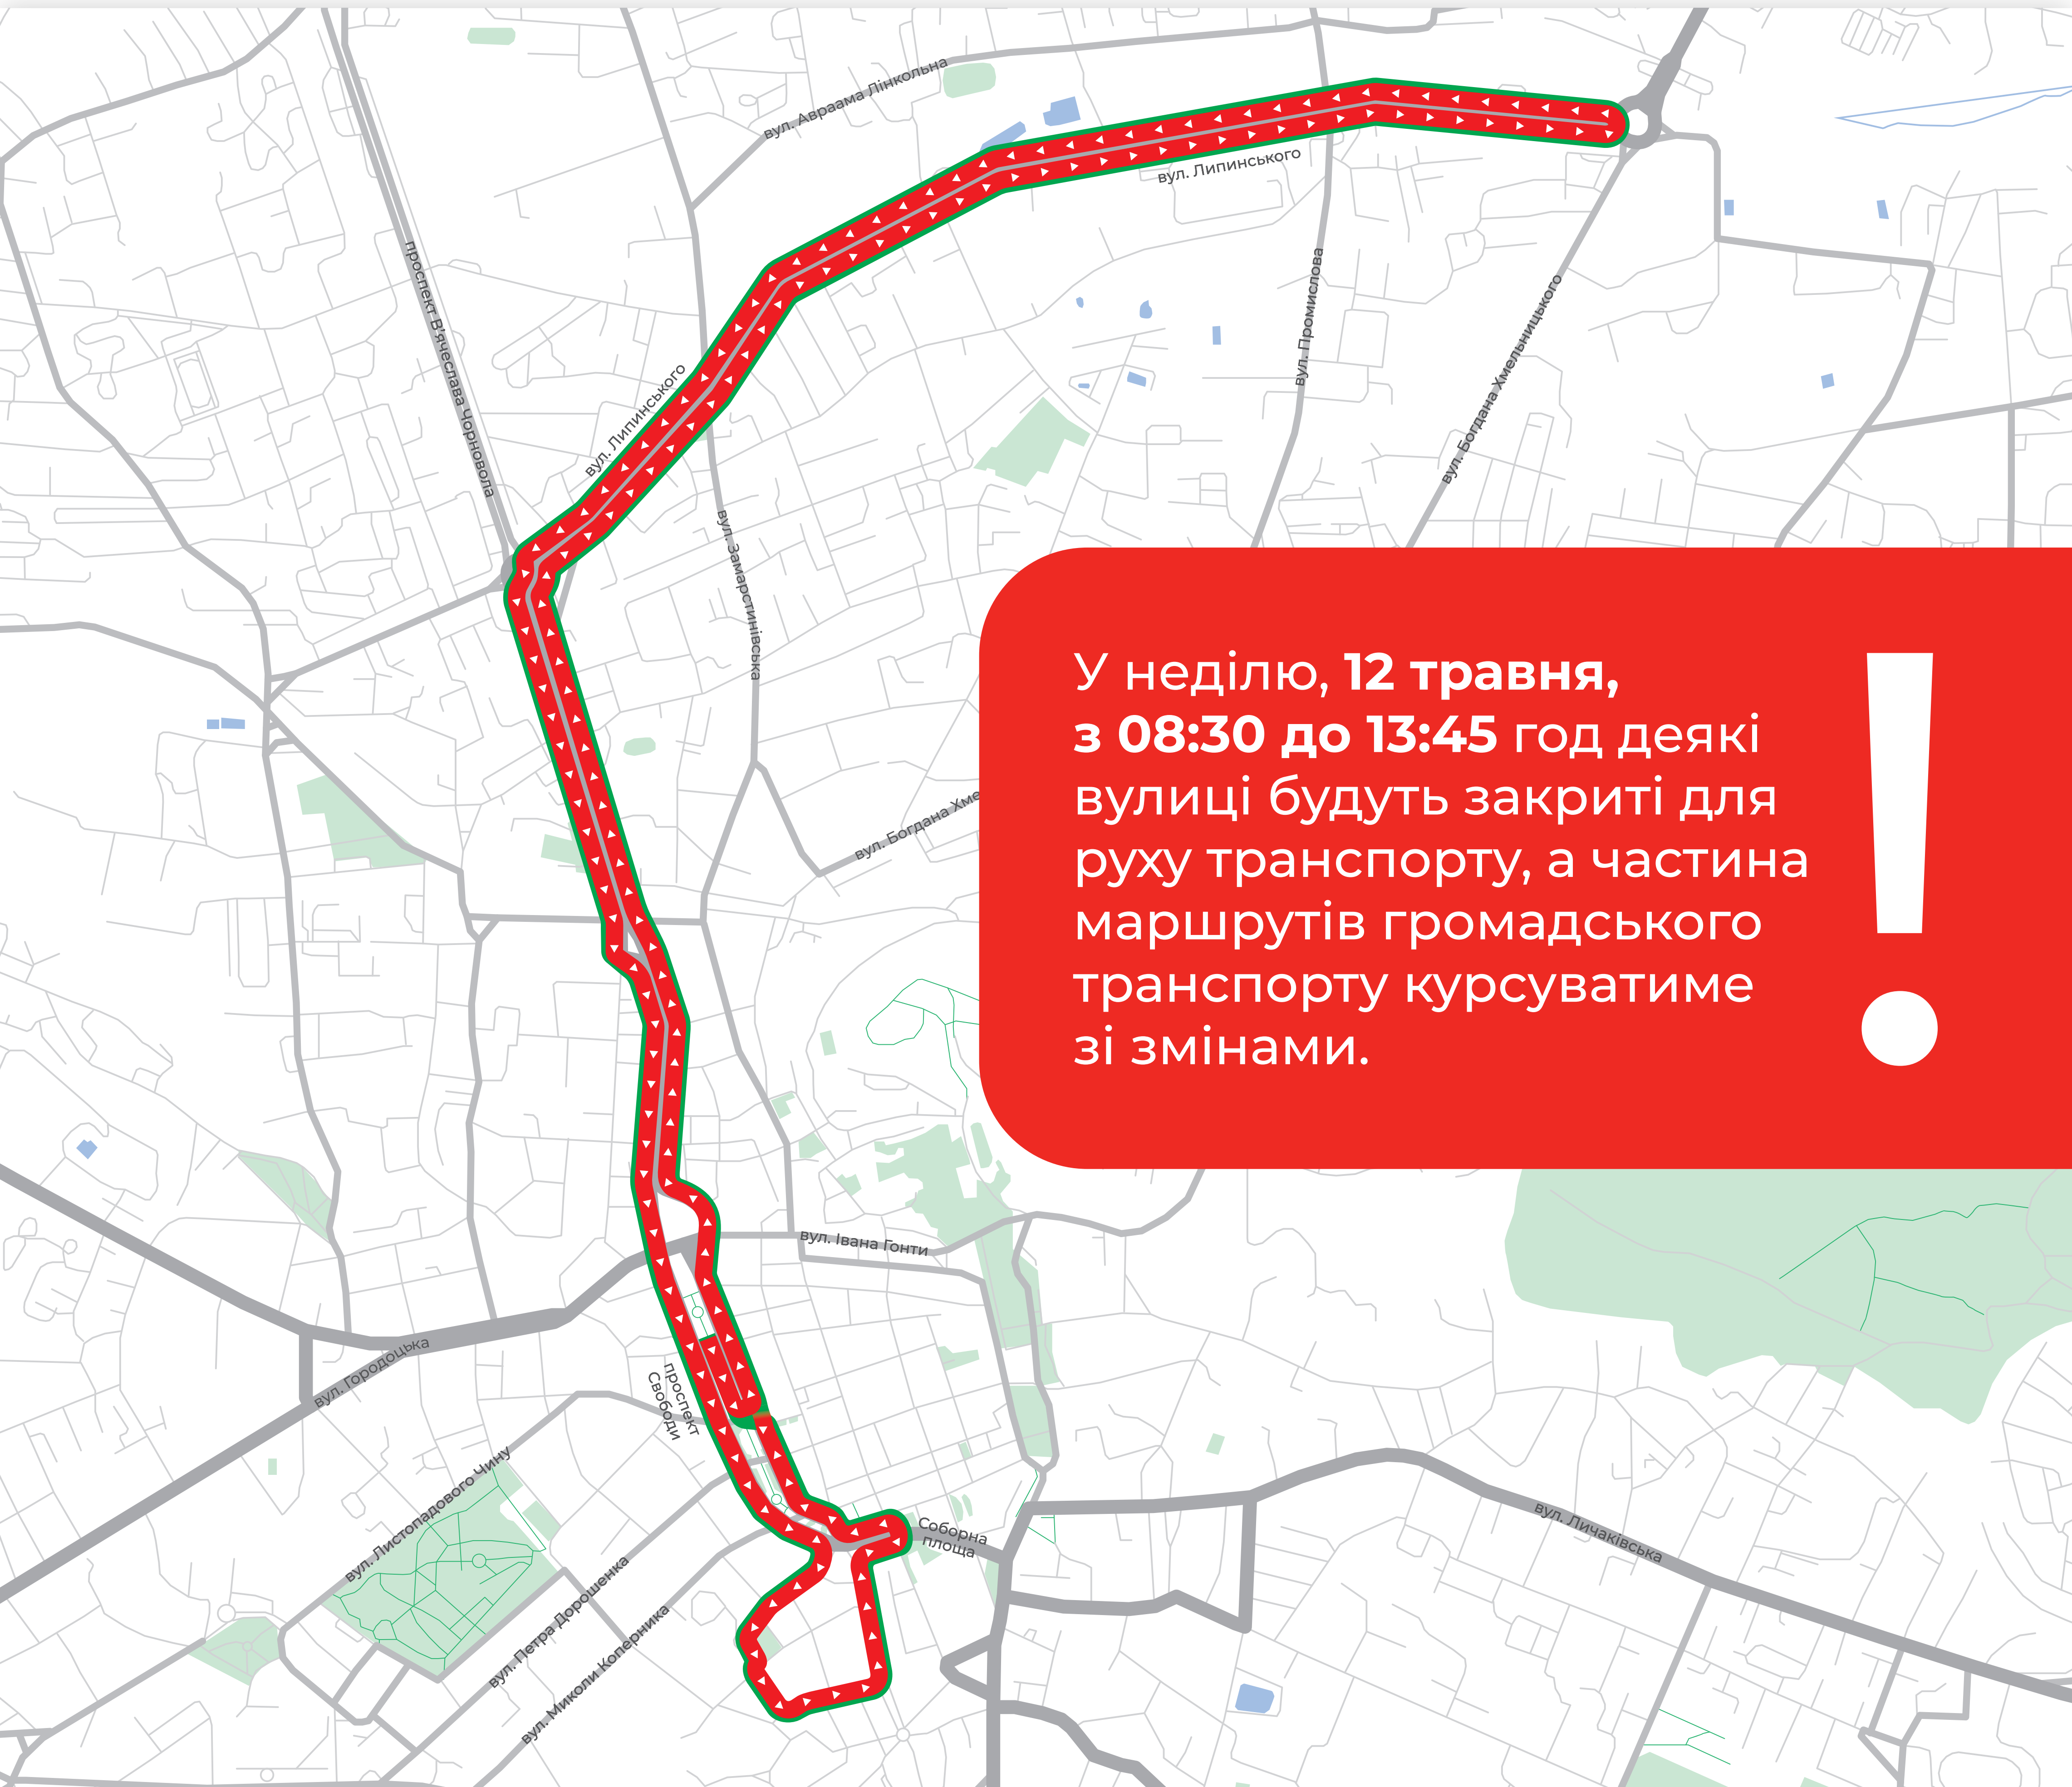 вул. Авраама Лінкольна
вул. Липинського
проспект В'ячеслава Чорновола
вул. Промислова
вул. Богдана Хмельницького
вул. Липинського
вул. Замарстинівська
У неділю, 12 травня,
з 08:30 до 13:45 год деякі
вулиці будуть закриті для
руху транспорту, а частина
маршрутів громадського
транспорту курсуватиме
зі змінами.
!
вул. Богдана Хме
вул. Івана Гонти
вул. Городоцька
проспект
Свободи
вул. Листопадового Чину
Соборна
площа
вул. Личаківська
вул. Петра Дорошенка
вул. Миколи Коперника